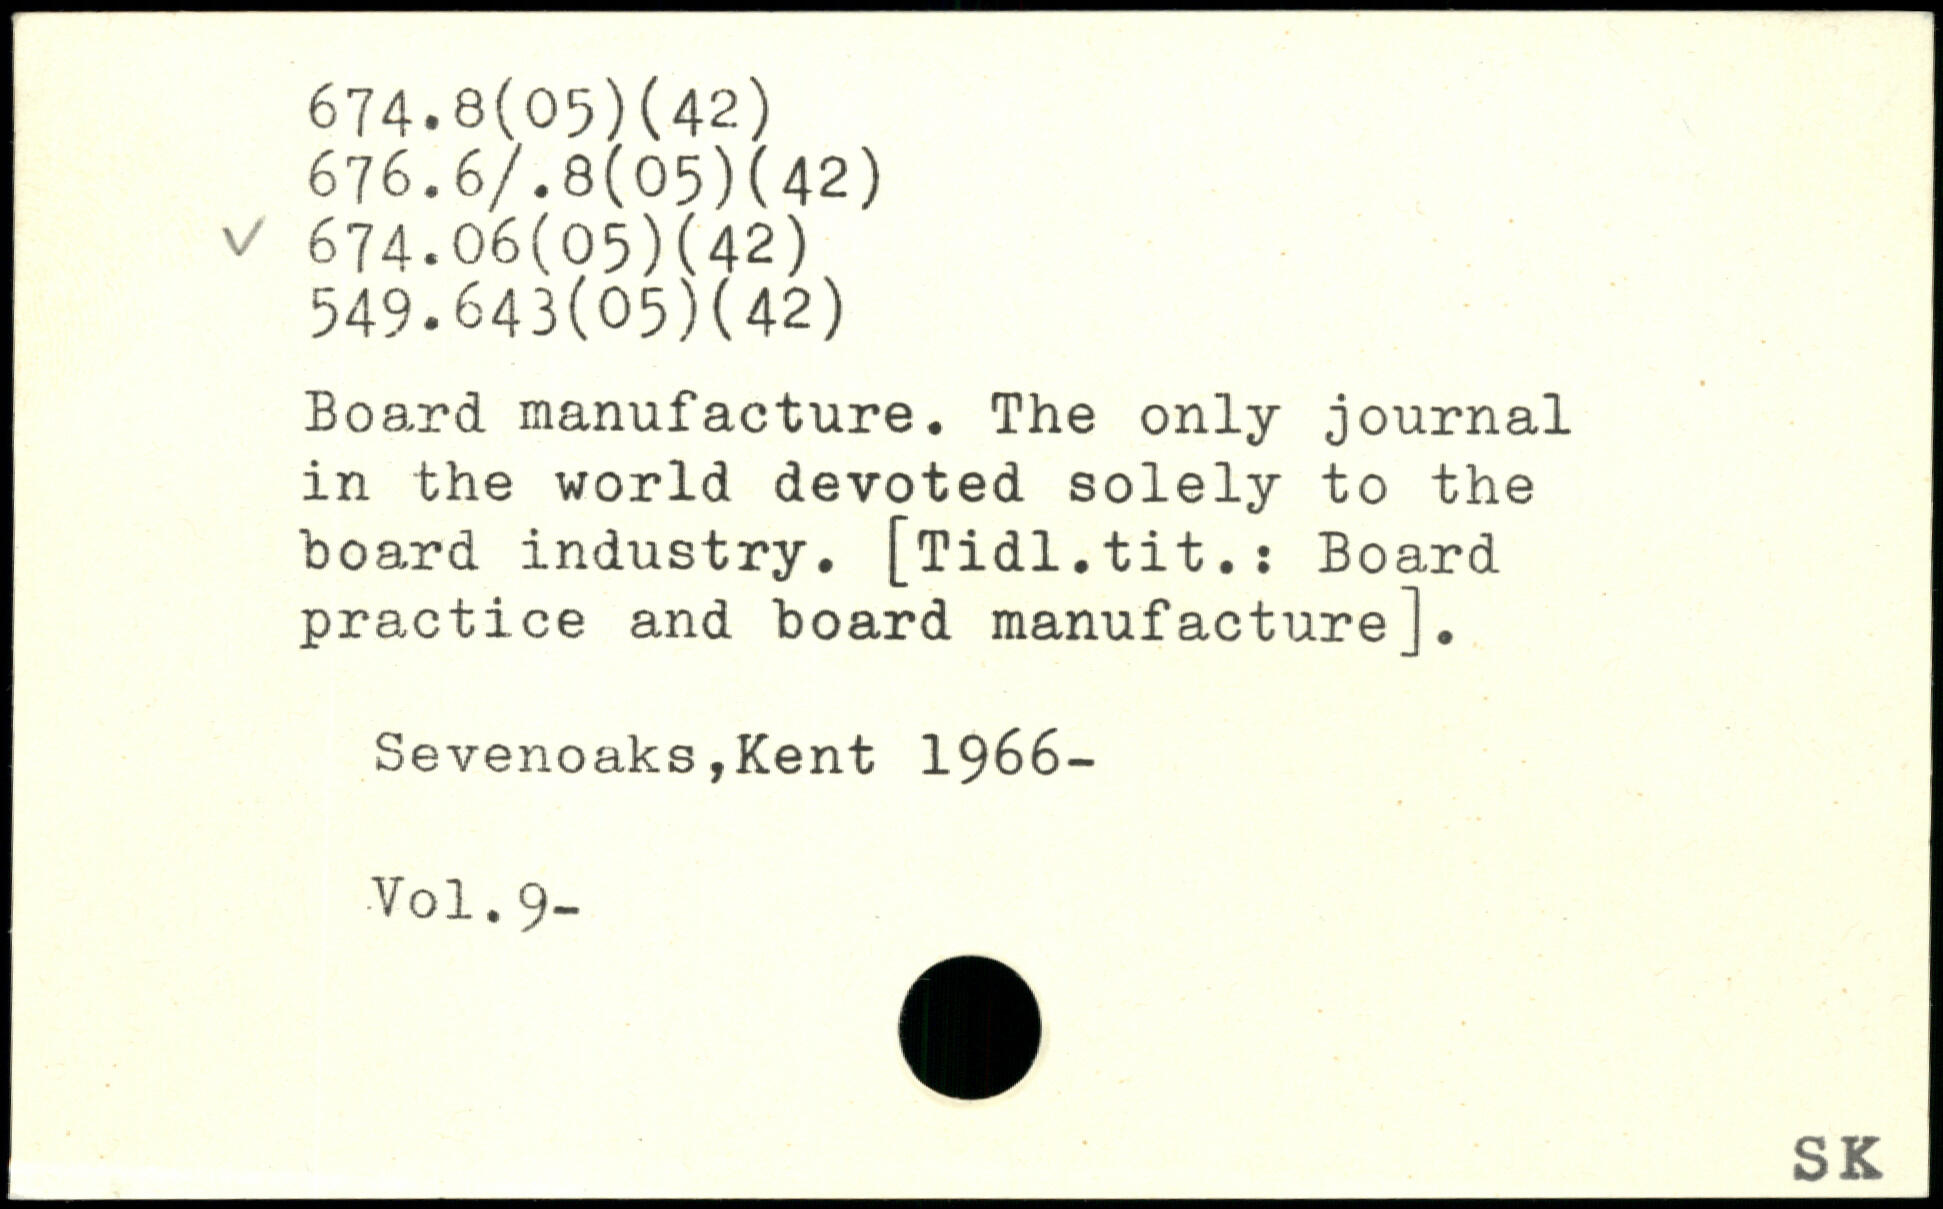 674.8(05)(42)
676.6/.8(05)(42)
✓ 674.06(05)(42)
549.643(05)(42)
Board manufacture. The only journal
in the world devoted solely to the
board industry. [Tidl.tit.: Board
practice and board manufacture].
Sevenoaks,Kent 1966-
Vol.9-
SK